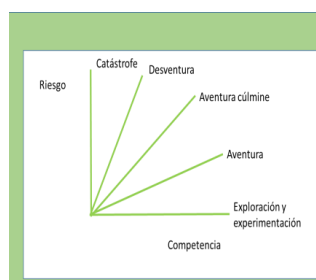 Catástrofe
Desventura
Riesgo
Aventura cúlmine
Aventura
Exploración y
experimentación
Competencia